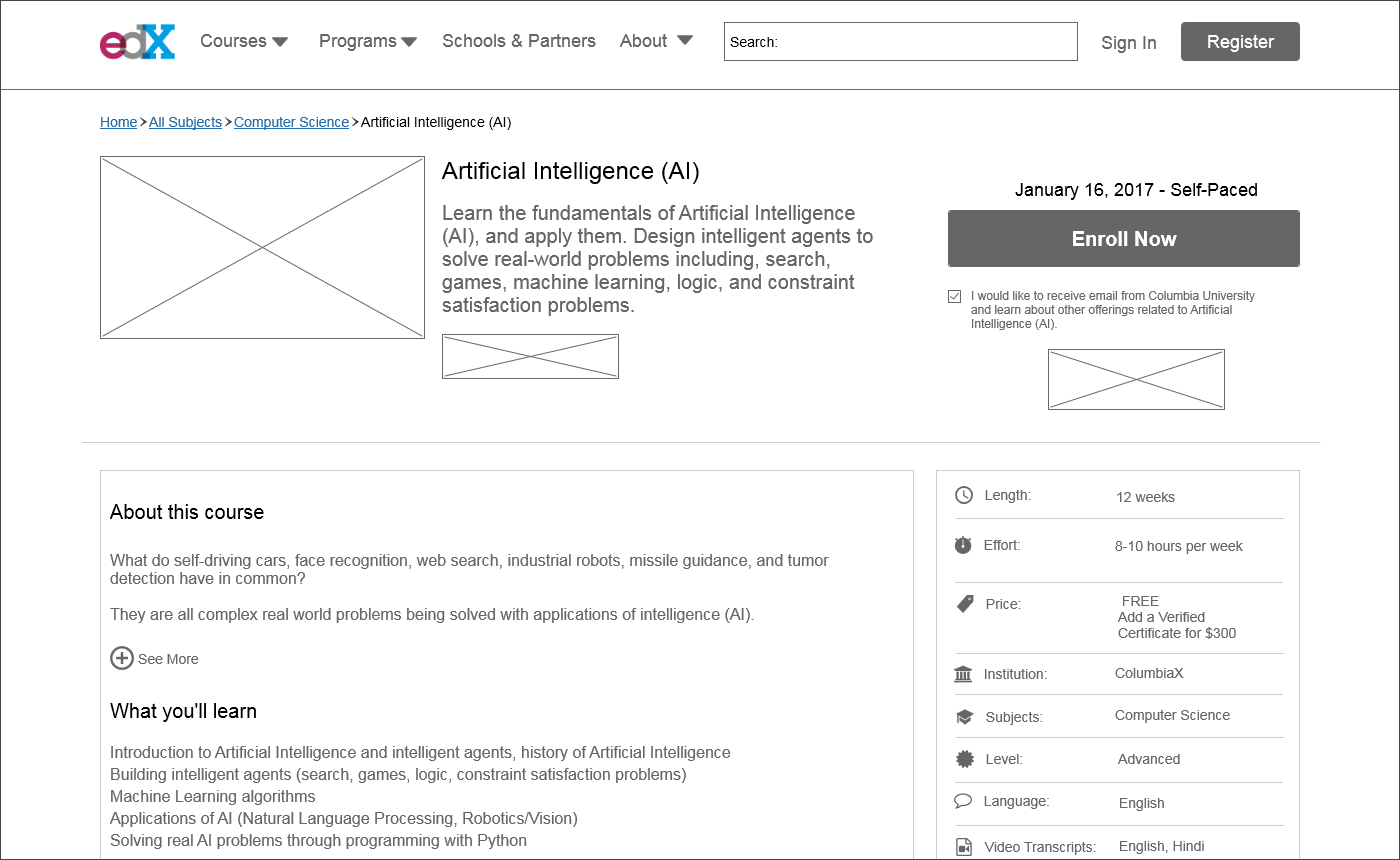 edX Courses Programs Schools & Partners About Search: Sign In Register
Home > All Subjects > Computer Science > Artificial Intelligence (AI)
Artificial Intelligence (AI)
Learn the fundamentals of Artificial Intelligence
(AI), and apply them. Design intelligent agents to
solve real-world problems including, search,
games, machine learning, logic, and constraint
satisfaction problems.
January 16, 2017 - Self-Paced
Enroll Now
I would like to receive email from Columbia University
and learn about other offerings related to Artificial
Intelligence (AI).
About this course
What do self-driving cars, face recognition, web search, industrial robots, missile guidance, and tumor
detection have in common?
They are all complex real world problems being solved with applications of intelligence (AI).
See More
What you'll learn
Introduction to Artificial Intelligence and intelligent agents, history of Artificial Intelligence
Building intelligent agents (search, games, logic, constraint satisfaction problems)
Machine Learning algorithms
Applications of AI (Natural Language Processing, Robotics/Vision)
Solving real AI problems through programming with Python
Length: 12 weeks
Effort: 8-10 hours per week
Price: FREE
Add a Verified
Certificate for $300
Institution: ColumbiaX
Subjects: Computer Science
Level: Advanced
Language: English
Video Transcripts: English, Hindi